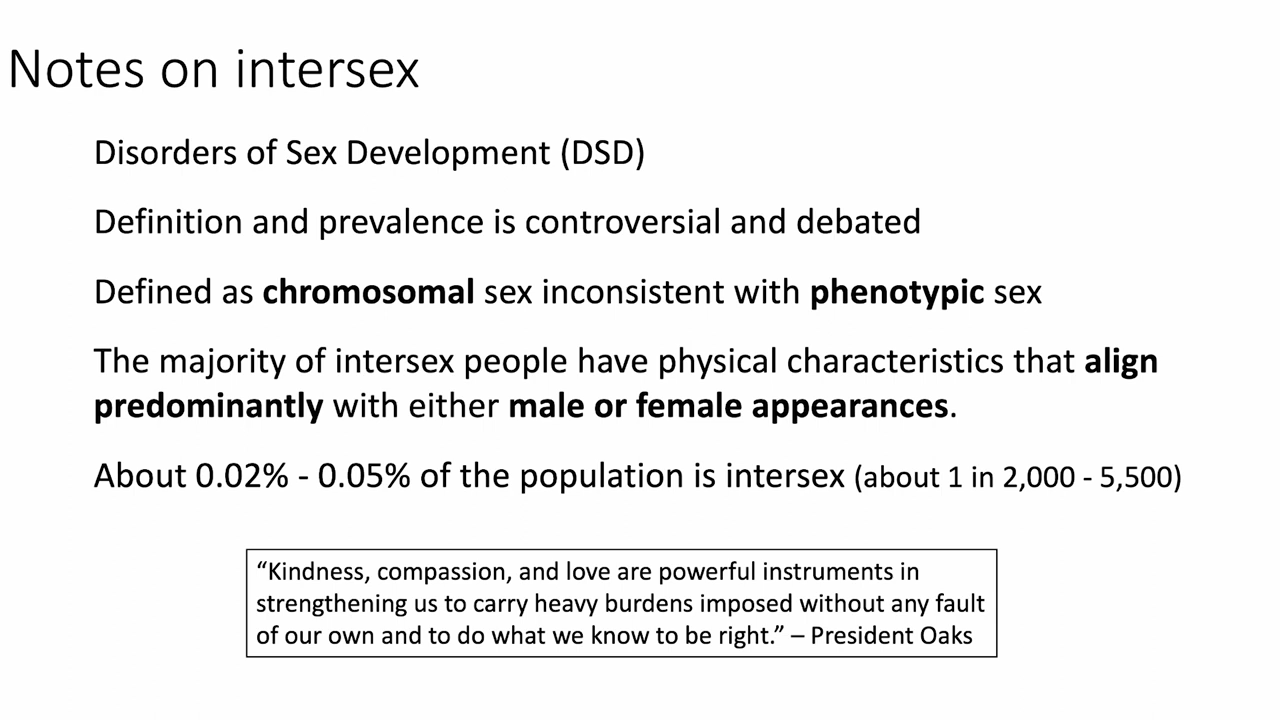 Notes on intersex
Disorders of Sex Development (DSD)
Definition and prevalence is controversial and debated
Defined as chromosomal sex inconsistent with phenotypic sex
The majority of intersex people have physical characteristics that align
predominantly with either male or female appearances.
About 0.02% - 0.05% of the population is intersex (about 1 in 2,000 - 5,500)
“Kindness, compassion, and love are powerful instruments in
strengthening us to carry heavy burdens imposed without any fault
of our own and to do what we know to be right.” – President Oaks